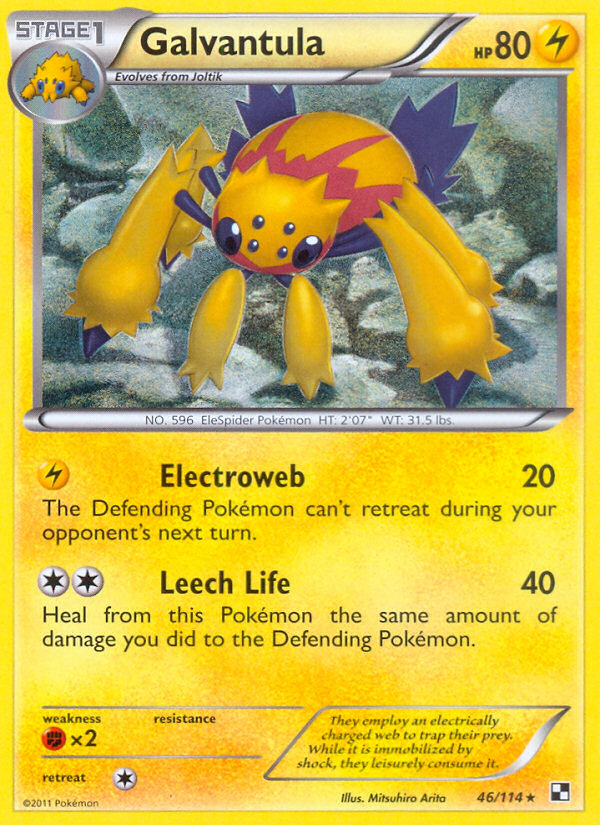 STAGE1
Galvantula
HP80
Evolves from Joltik
NO. 596 EleSpider Pokémon HT: 2'07" WT: 31.5 lbs.
Electroweb 20
The Defending Pokémon can't retreat during your
opponent's next turn.
Leech Life 40
Heal from this Pokémon the same amount of
damage you did to the Defending Pokémon.
weakness resistance
×2
They employ an electrically
charged web to trap their prey.
While it is immobilized by
shock, they leisurely consume it.
retreat
©2011 Pokémon
Illus. Mitsuhiro Arita
46/114★